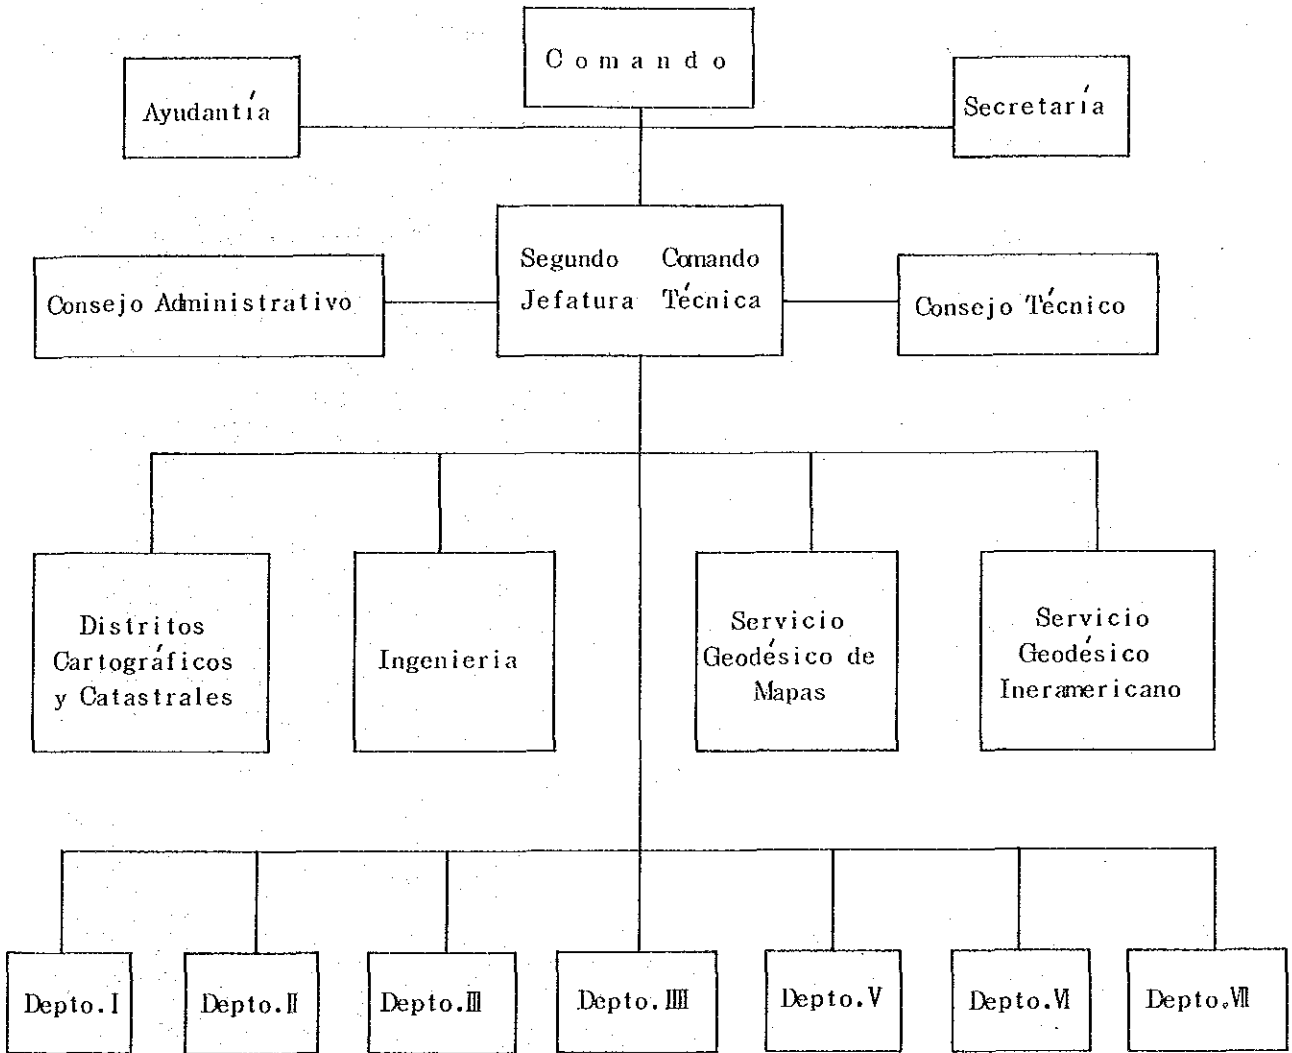 Comando
Ayudantía
Secretaría
Segundo Comando
Jefatura Técnica
Consejo Administrativo
Consejo Técnico
Distritos
Cartográficos
y Catastrales
Ingenieria
Servicio
Geodésico de
Mapas
Servicio
Geodésico
Ineramericano
Depto.I
Depto.II
Depto.III
Depto.IIII
Depto.V
Depto.VI
Depto.VII